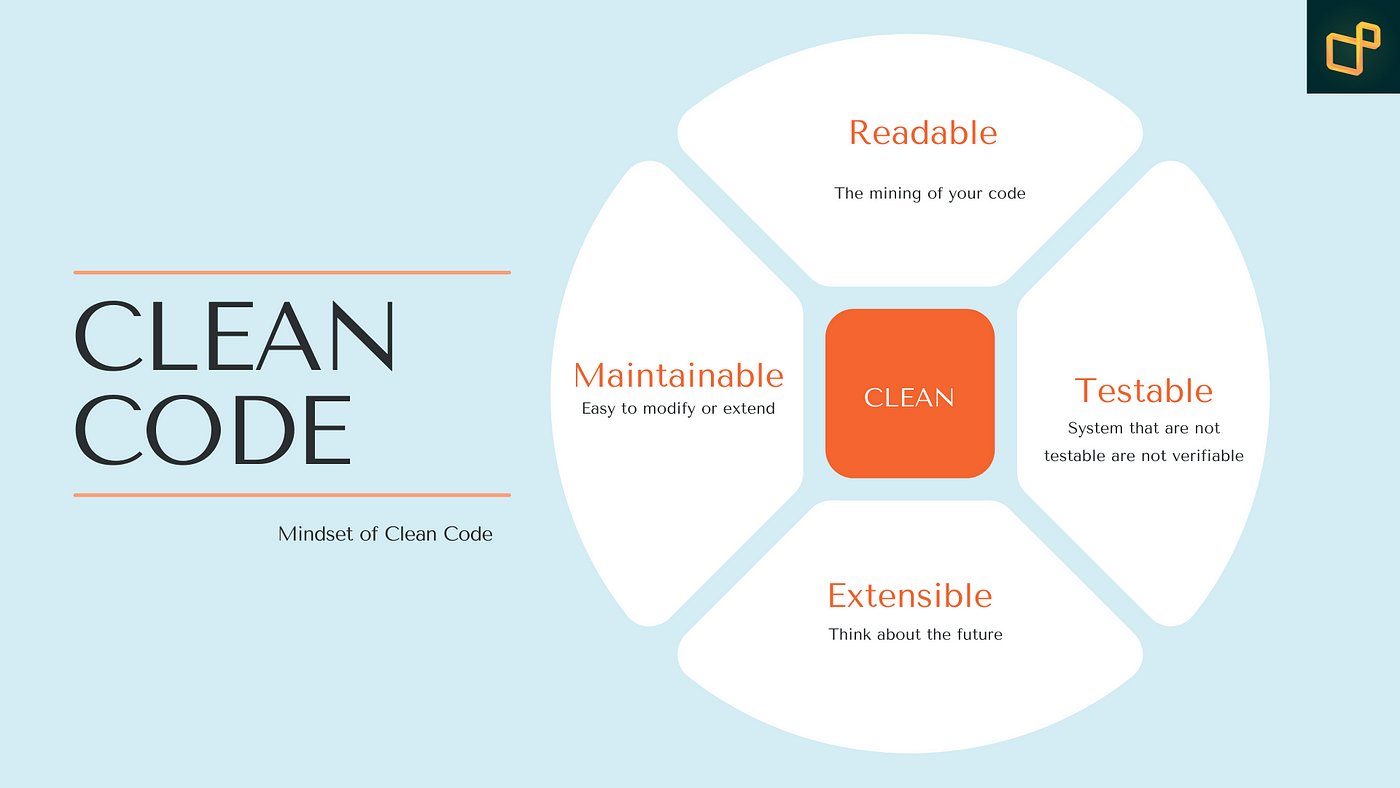 CLEAN
CODE
Mindset of Clean Code
Readable
The mining of your code
Maintainable
Easy to modify or extend
CLEAN
Testable
System that are not
testable are not verifiable
Extensible
Think about the future